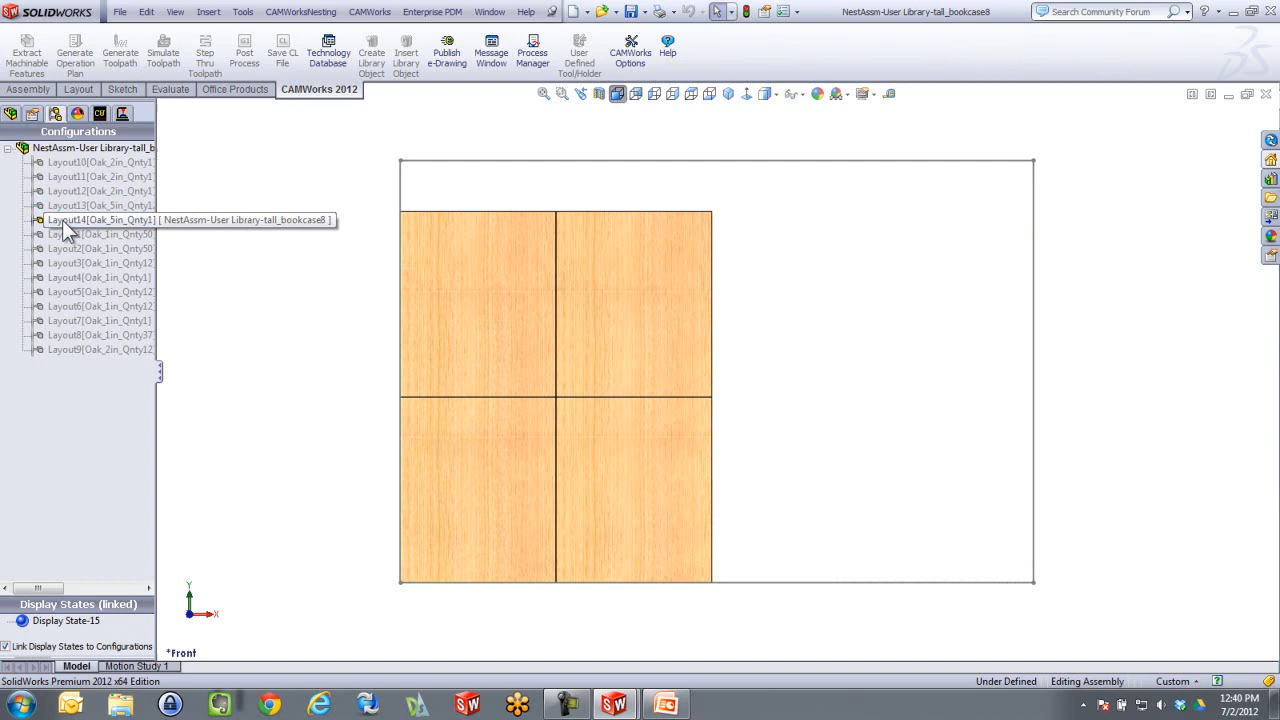 SOLIDWORKS
File Edit View Insert Tools CAMWorksNesting CAMWorks Enterprise PDM Window Help
NestAssm-User Library-tall_bookcase8
Search Community Forum
Extract Machinable Features
Generate Operation Plan
Generate Toolpath
Simulate Toolpath
Step Thru Toolpath
Post Process
Save CL File
Technology Database
Create Library Object
Insert Library Object
Publish e-Drawing
Message Window
Process Manager
User Defined Tool/Holder
CAMWorks Options
Help
Assembly Layout Sketch Evaluate Office Products CAMWorks 2012
Configurations
NestAssm-User Library-tall_b
Layout10[Oak_2in_Qnty1
Layout11[Oak_2in_Qnty1
Layout12[Oak_2in_Qnty1
Layout13[Oak_5in_Qnty1
Layout14[Oak_5in_Qnty1] [ NestAssm-User Library-tall_bookcase8 ]
[Oak_1in_Qnty50
Layout2[Oak_1in_Qnty50
Layout3[Oak_1in_Qnty12
Layout4[Oak_1in_Qnty1]
Layout5[Oak_1in_Qnty12
Layout6[Oak_1in_Qnty12
Layout7[Oak_1in_Qnty1]
Layout8[Oak_1in_Qnty37
Layout9[Oak_2in_Qnty12
Y
X
*Front
Display States (linked)
Display State-15
Link Display States to Configurations
Model Motion Study 1
SolidWorks Premium 2012 x64 Edition
Under Defined Editing Assembly Custom
12:40 PM
7/2/2012